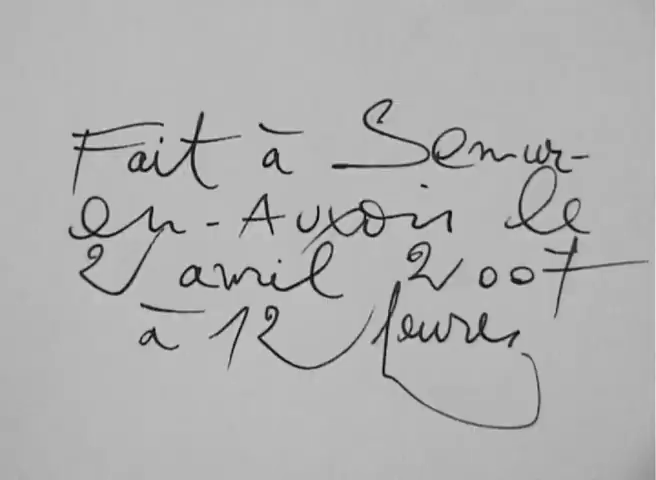 Fait à Semur-
en-Auxois le
2 avril 2007
à 12 heures